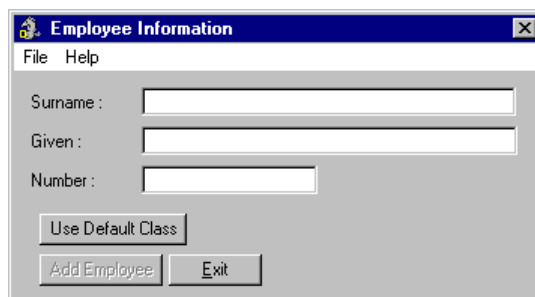 Employee Information
File Help
Surname :
Given :
Number :
Use Default Class
Add Employee Exit